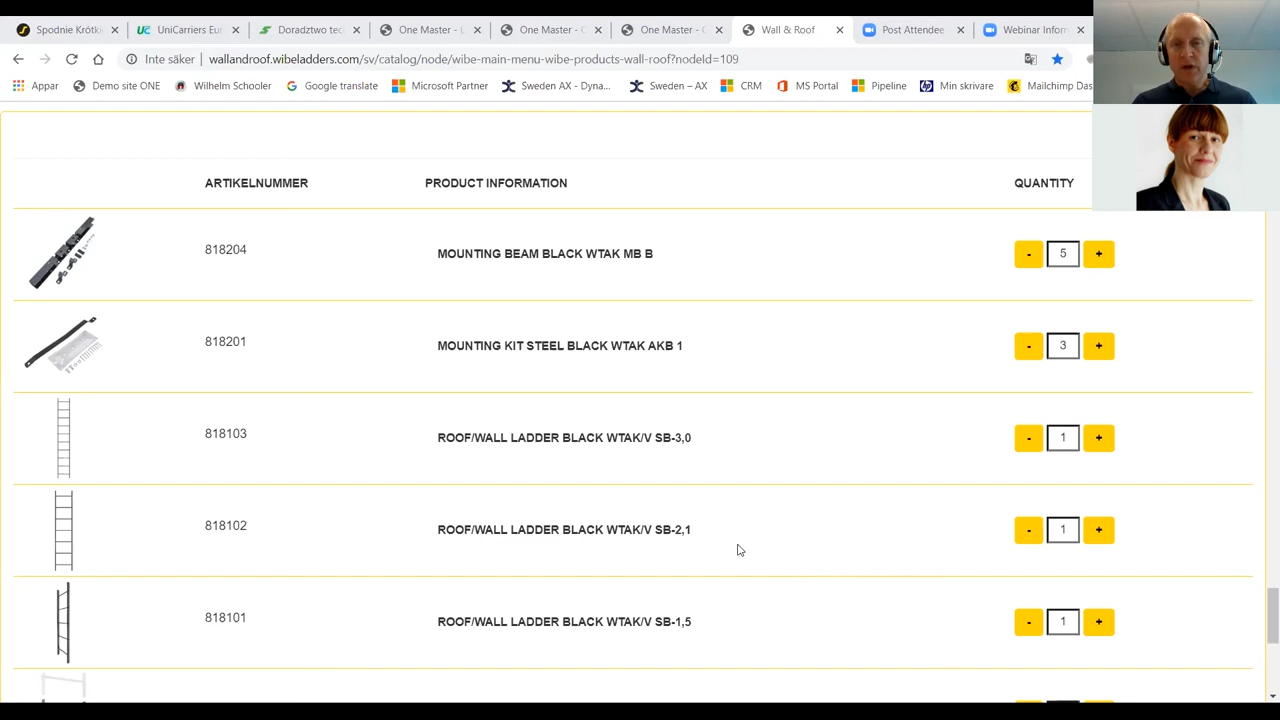 Spodnie Krótki
UniCarriers Eur
Doradztwo tec
One Master - C
One Master - C
One Master - C
Wall & Roof
Post Attendee
Webinar Inform
Inte säker
wallandroof.wibeladders.com/sv/catalog/node/wibe-main-menu-wibe-products-wall-roof?nodeId=109
Appar
Demo site ONE
Wilhelm Schooler
Google translate
Microsoft Partner
Sweden AX - Dyna...
Sweden – AX
CRM
MS Portal
Pipeline
Min skrivare
Mailchimp Das
ARTIKELNUMMER PRODUCT INFORMATION QUANTITY
818204 MOUNTING BEAM BLACK WTAK MB B - 5 +
818201 MOUNTING KIT STEEL BLACK WTAK AKB 1 - 3 +
818103 ROOF/WALL LADDER BLACK WTAK/V SB-3,0 - 1 +
818102 ROOF/WALL LADDER BLACK WTAK/V SB-2,1 - 1 +
818101 ROOF/WALL LADDER BLACK WTAK/V SB-1,5 - 1 +